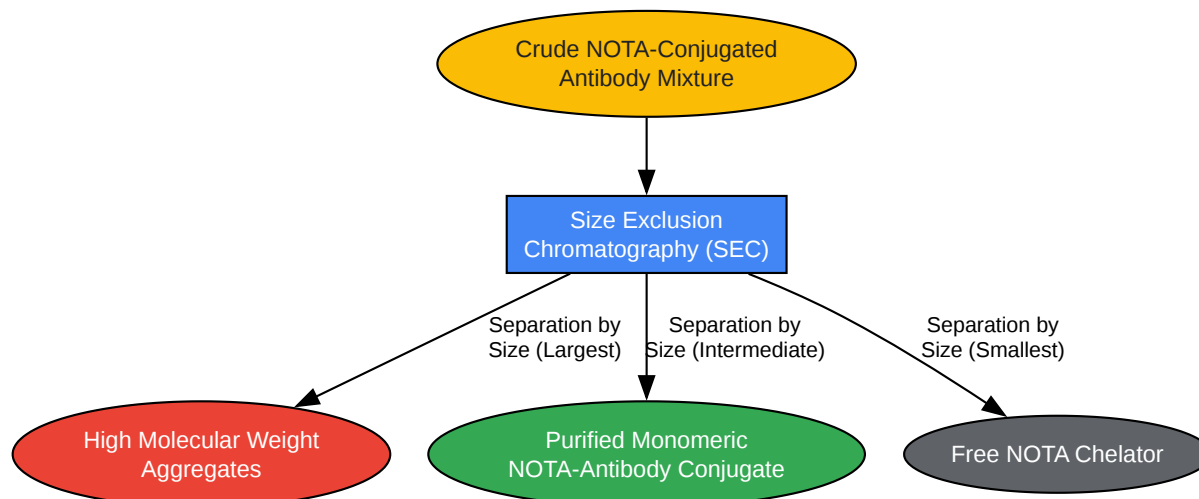 Crude NOTA-Conjugated
Antibody Mixture
Size Exclusion
Chromatography (SEC)
Separation by
Size (Largest)
Separation by
Size (Intermediate)
Separation by
Size (Smallest)
High Molecular Weight
Aggregates
Purified Monomeric
NOTA-Antibody Conjugate
Free NOTA Chelator